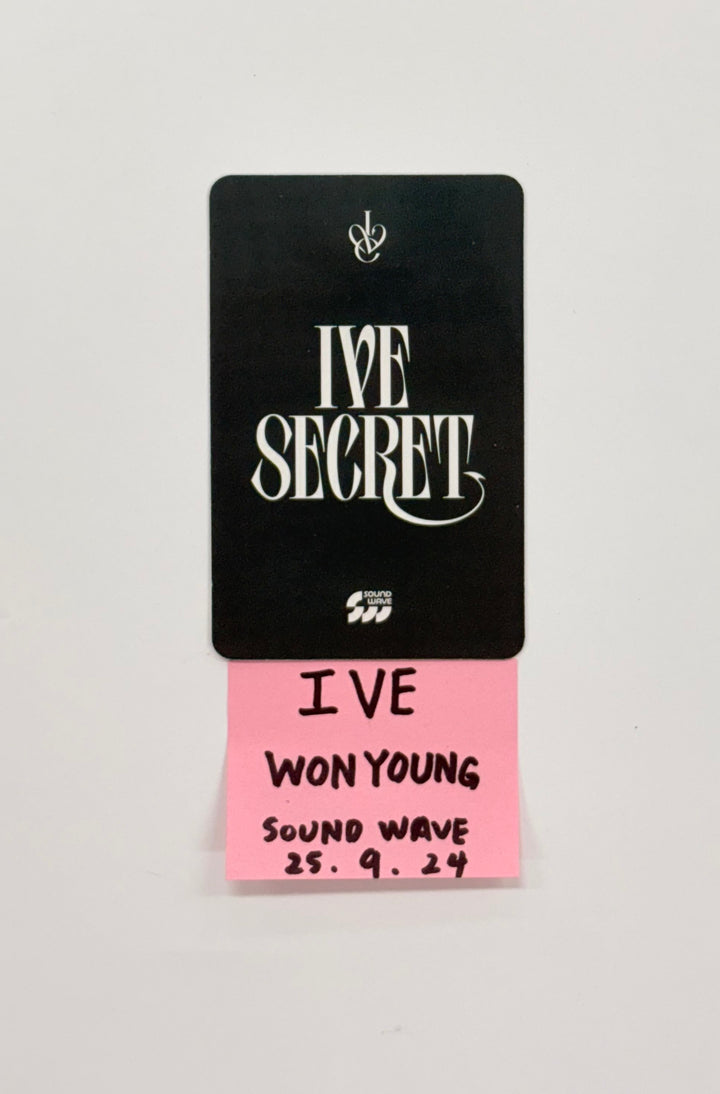 IVE
SECRET
SOUND
WAVE
IVE
WONYOUNG
SOUND WAVE
25. 9. 24